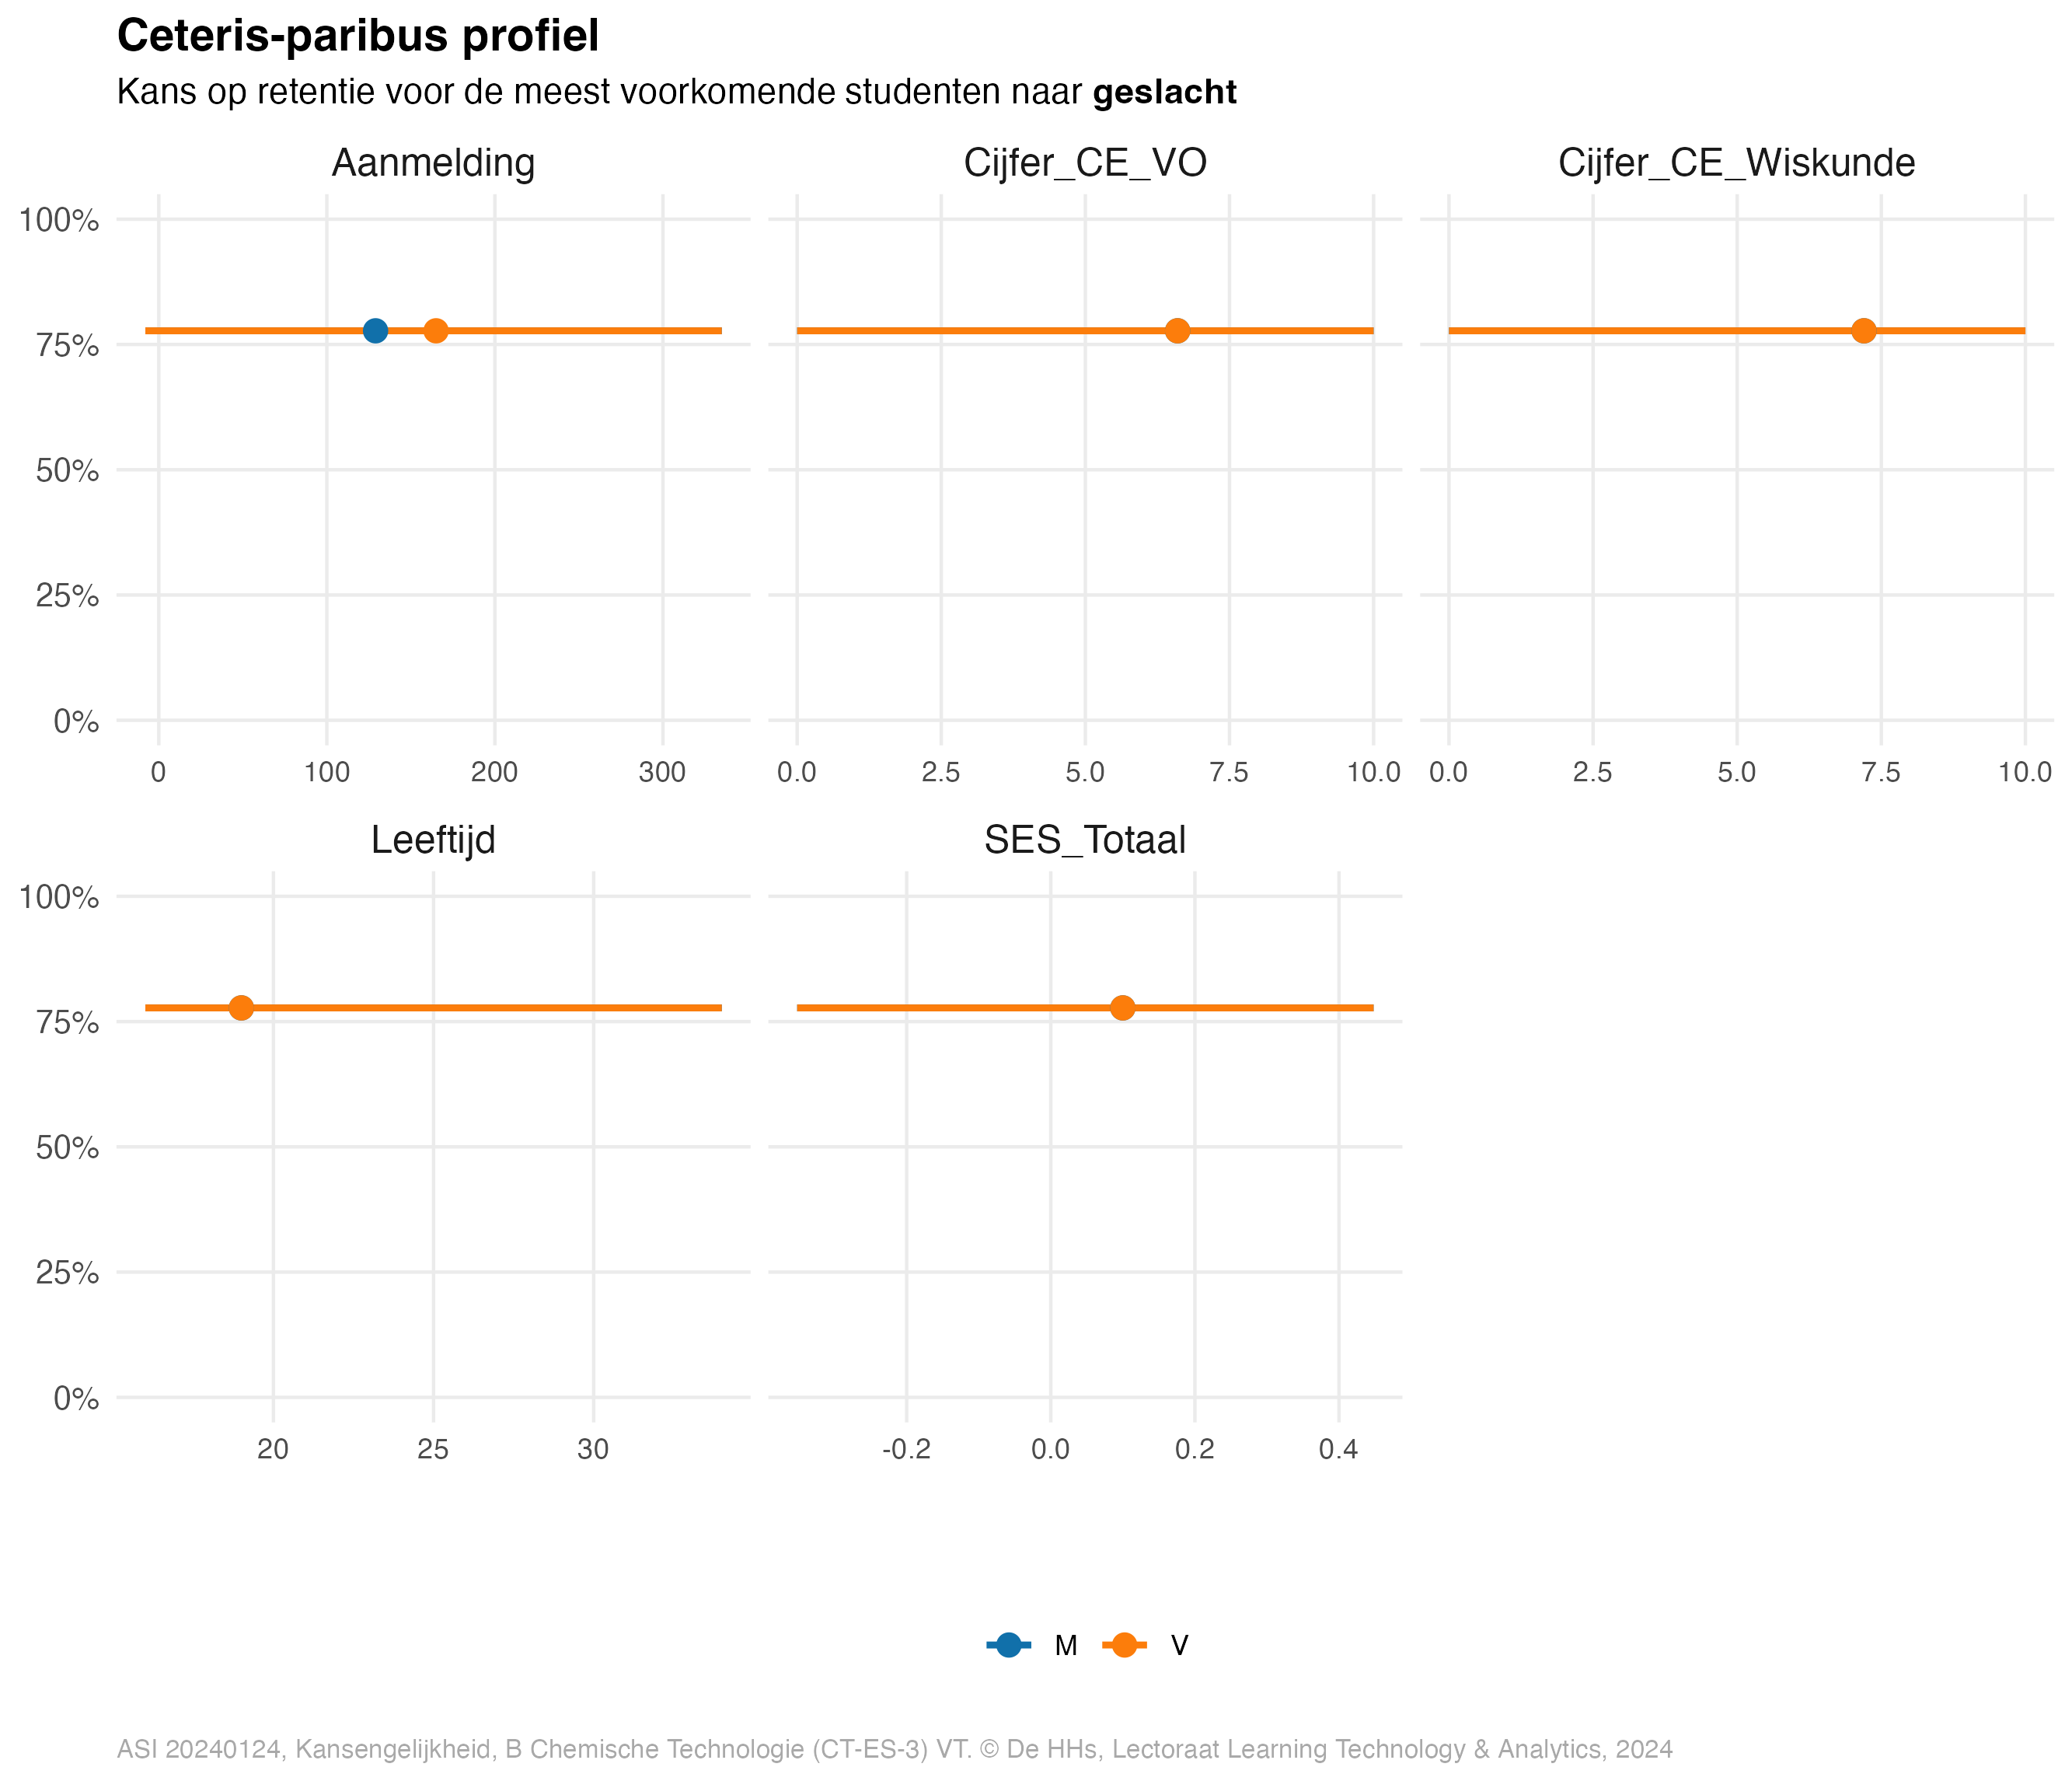 Ceteris-paribus profiel
Kans op retentie voor de meest voorkomende studenten naar geslacht
Aanmelding
Cijfer_CE_VO
Cijfer_CE_Wiskunde
100%
75%
50%
25%
0%
0 100 200 300
0.0 2.5 5.0 7.5 10.0
0.0 2.5 5.0 7.5 10.0
Leeftijd
SES_Totaal
100%
75%
50%
25%
0%
20 25 30
-0.2 0.0 0.2 0.4
M V
ASI 20240124, Kansengelijkheid, B Chemische Technologie (CT-ES-3) VT. © De HHs, Lectoraat Learning Technology & Analytics, 2024